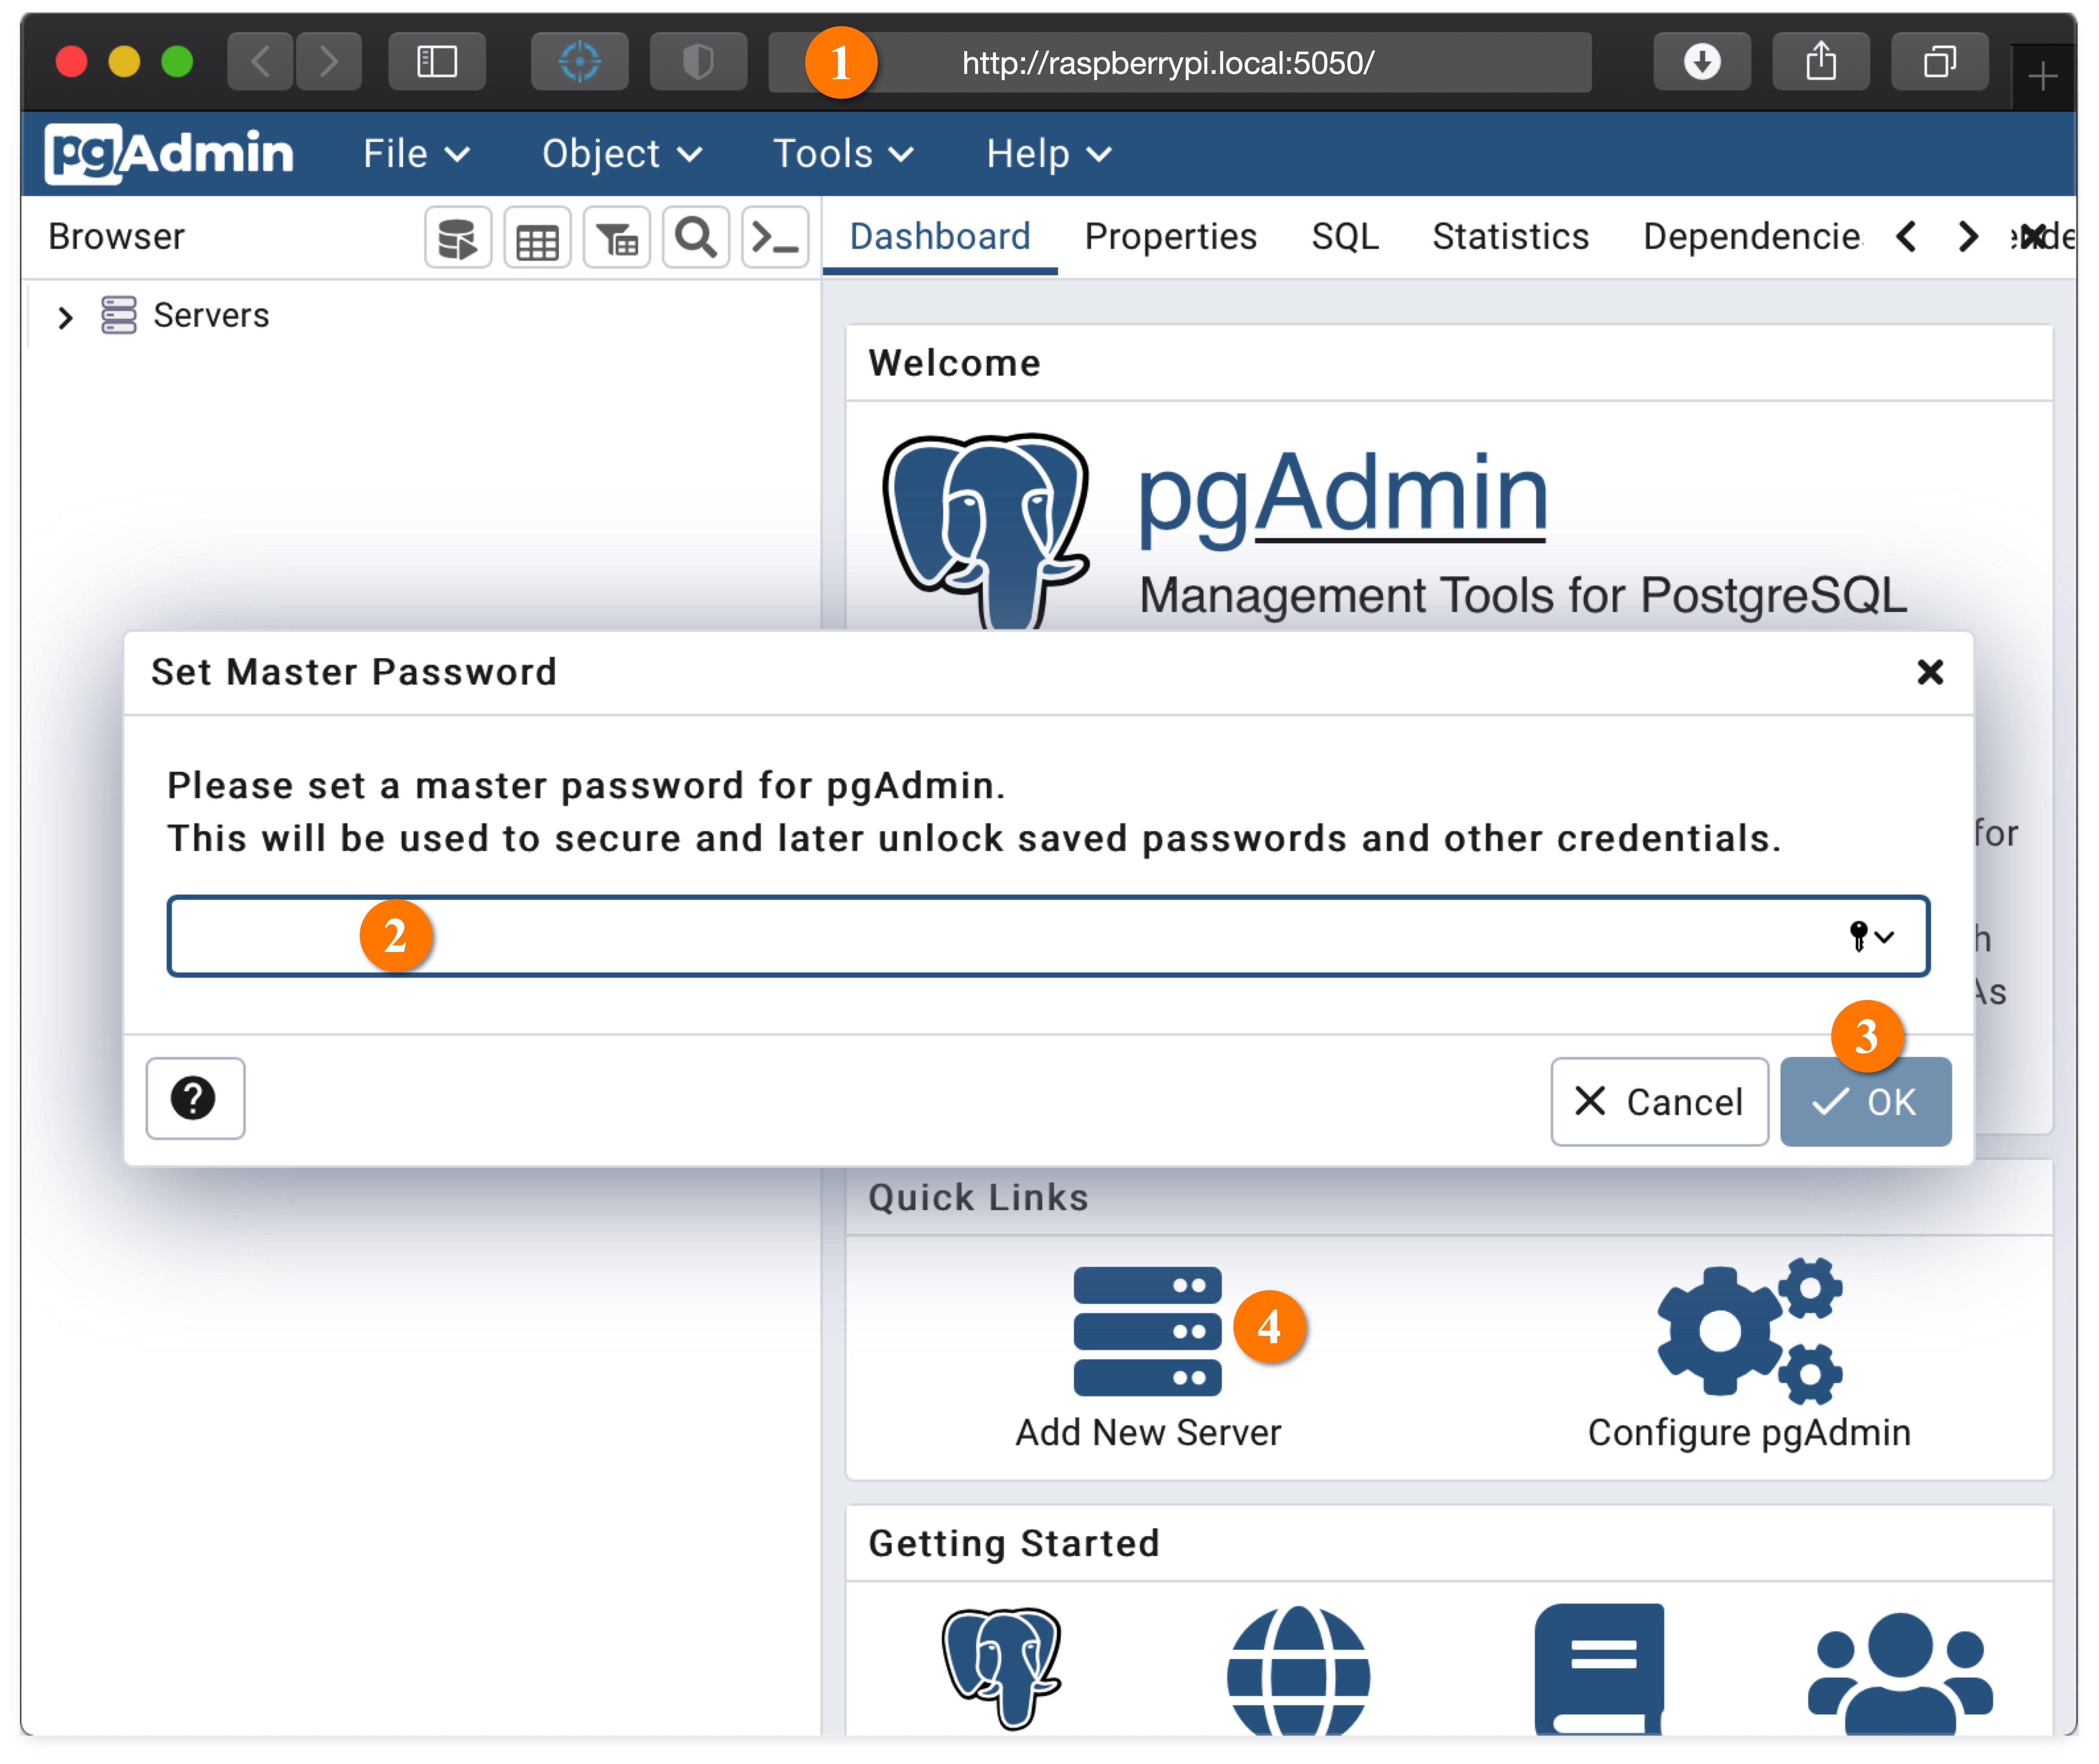 1 http://raspberrypi.local:5050/
pgAdmin File Object Tools Help
Browser Dashboard Properties SQL Statistics Dependencie
Servers
Welcome
pgAdmin
Management Tools for PostgreSQL
Set Master Password
Please set a master password for pgAdmin.
This will be used to secure and later unlock saved passwords and other credentials.
for
2
h
As
3
? Cancel OK
Quick Links
4
Add New Server Configure pgAdmin
Getting Started